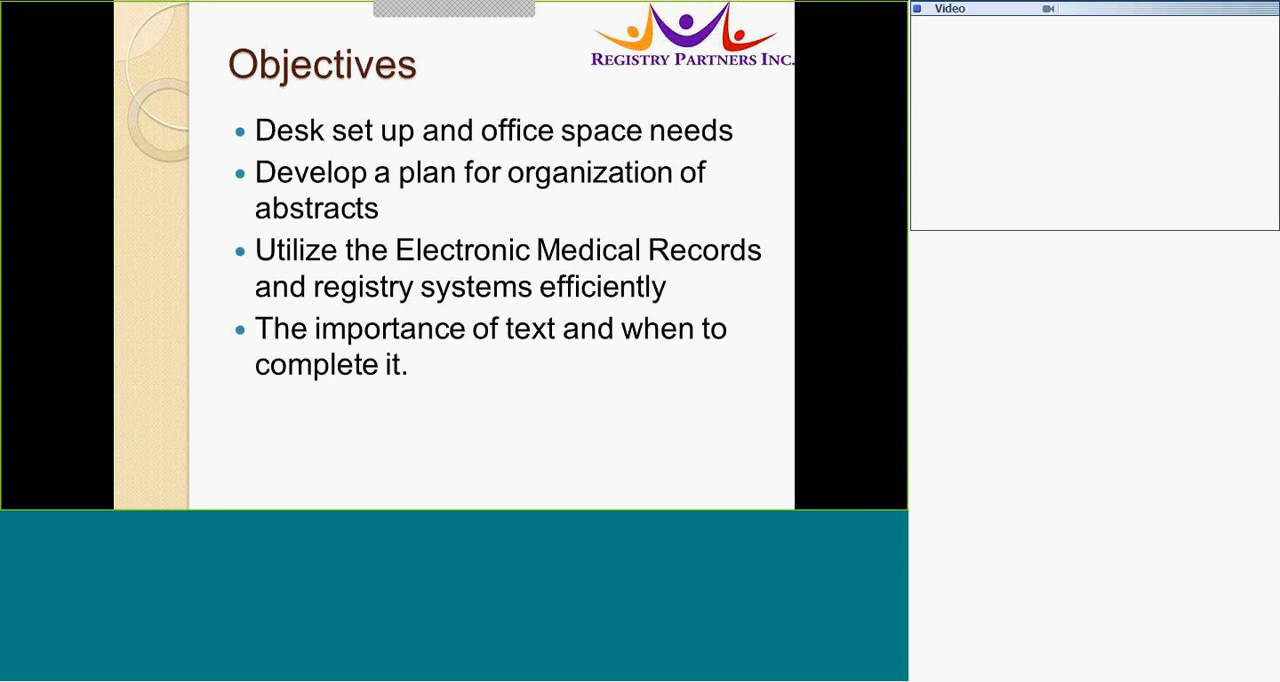 Video
REGISTRY PARTNERS INC.
Objectives
Desk set up and office space needs
Develop a plan for organization of
abstracts
Utilize the Electronic Medical Records
and registry systems efficiently
The importance of text and when to
complete it.